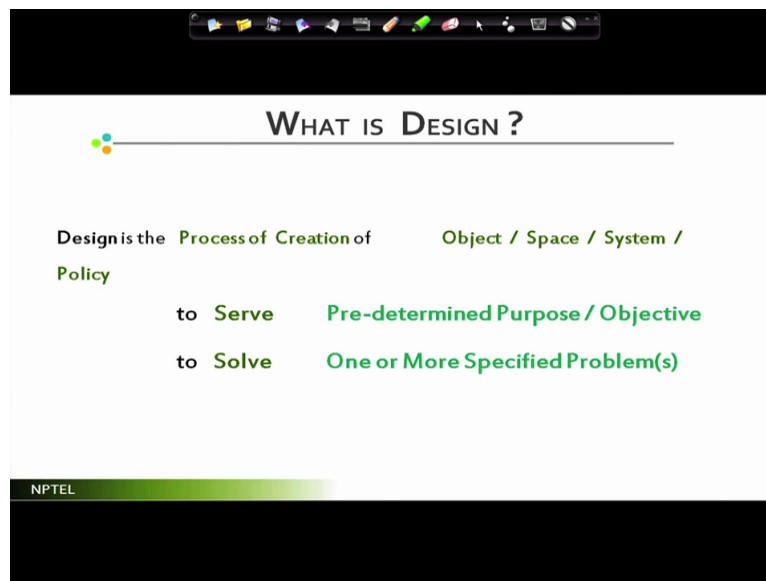 WHAT IS DESIGN ?
Design is the Process of Creation of Object / Space / System /
Policy
to Serve Pre-determined Purpose / Objective
to Solve One or More Specified Problem(s)
NPTEL